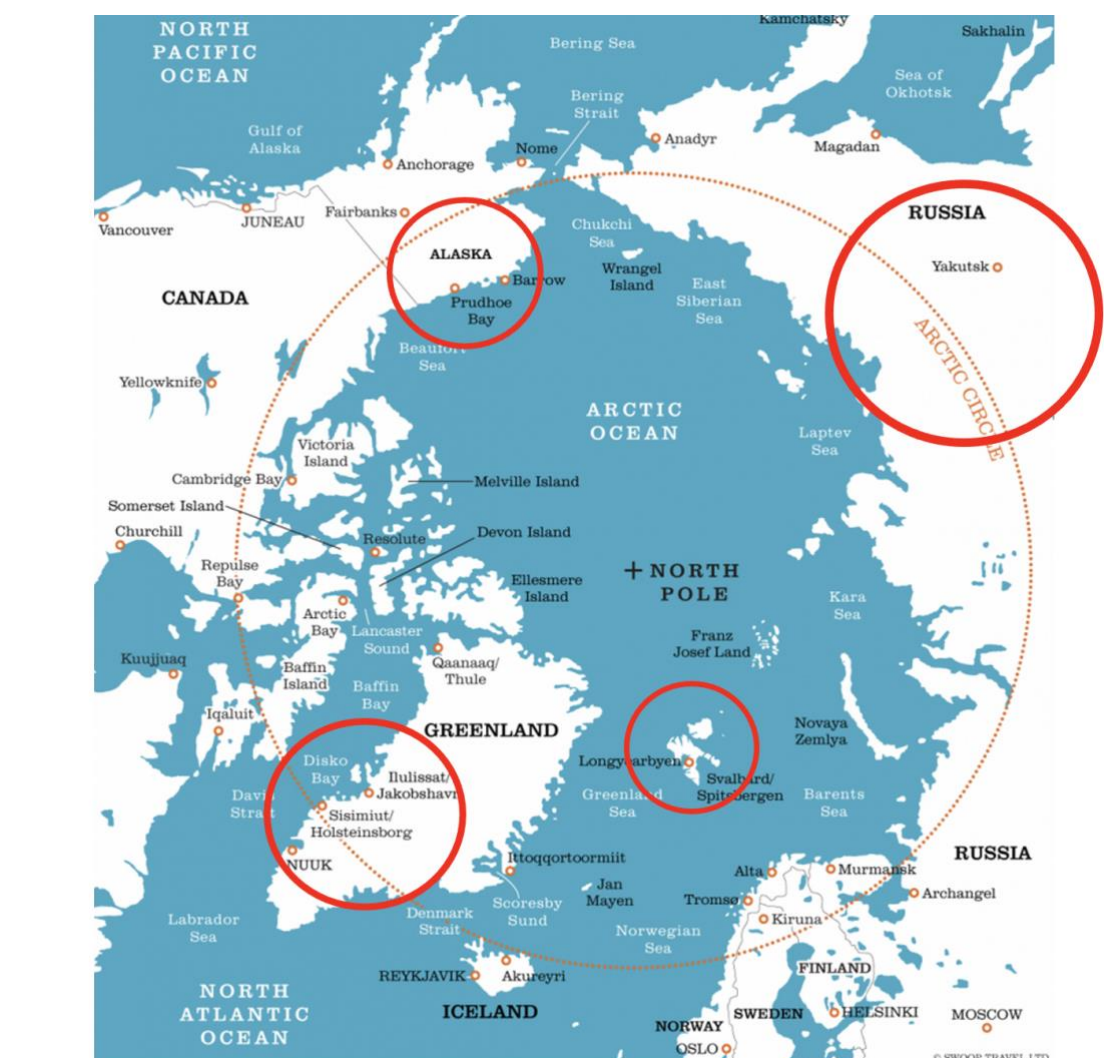 Kamchatsky
NORTH
PACIFIC
OCEAN
Bering Sea
Sakhalin
Sea of
Okhotsk
Bering
Strait
Gulf of
Alaska
Anadyr
Magadan
Nome
Anchorage
Fairbanks
JUNEAU
Vancouver
RUSSIA
Chukchi
Sea
ALASKA
Wrangel
Island
Yakutsk
Barrow
East
Siberian
Sea
CANADA
Prudhoe
Bay
ARCTIC CIRCLE
Beaufort
Sea
Yellowknife
ARCTIC
OCEAN
Laptev
Sea
Victoria
Island
Cambridge Bay
Melville Island
Somerset Island
Churchill
Devon Island
Resolute
Repulse
Bay
Ellesmere
Island
NORTH
POLE
Kara
Sea
Arctic
Bay
Lancaster
Sound
Franz
Josef Land
Kuujjuaq
Qaanaaq/
Thule
Baffin
Island
Baffin
Bay
Iqaluit
GREENLAND
Novaya
Zemlya
Disko
Bay
Longyearbyen
Ilulissat/
Jakobshavn
Svalbard/
Spitsbergen
Davis
Strait
Greenland
Sea
Barents
Sea
Sisimiut/
Holsteinsborg
NUUK
Ittoqqortoormiit
RUSSIA
Alta
Murmansk
Jan
Mayen
Tromsø
Archangel
Scoresby
Sund
Denmark
Strait
Labrador
Sea
Kiruna
Norwegian
Sea
REYKJAVIK
Akureyri
FINLAND
NORTH
ATLANTIC
OCEAN
ICELAND
SWEDEN
HELSINKI
MOSCOW
NORWAY
OSLO
© SWOOP TRAVEL LTD